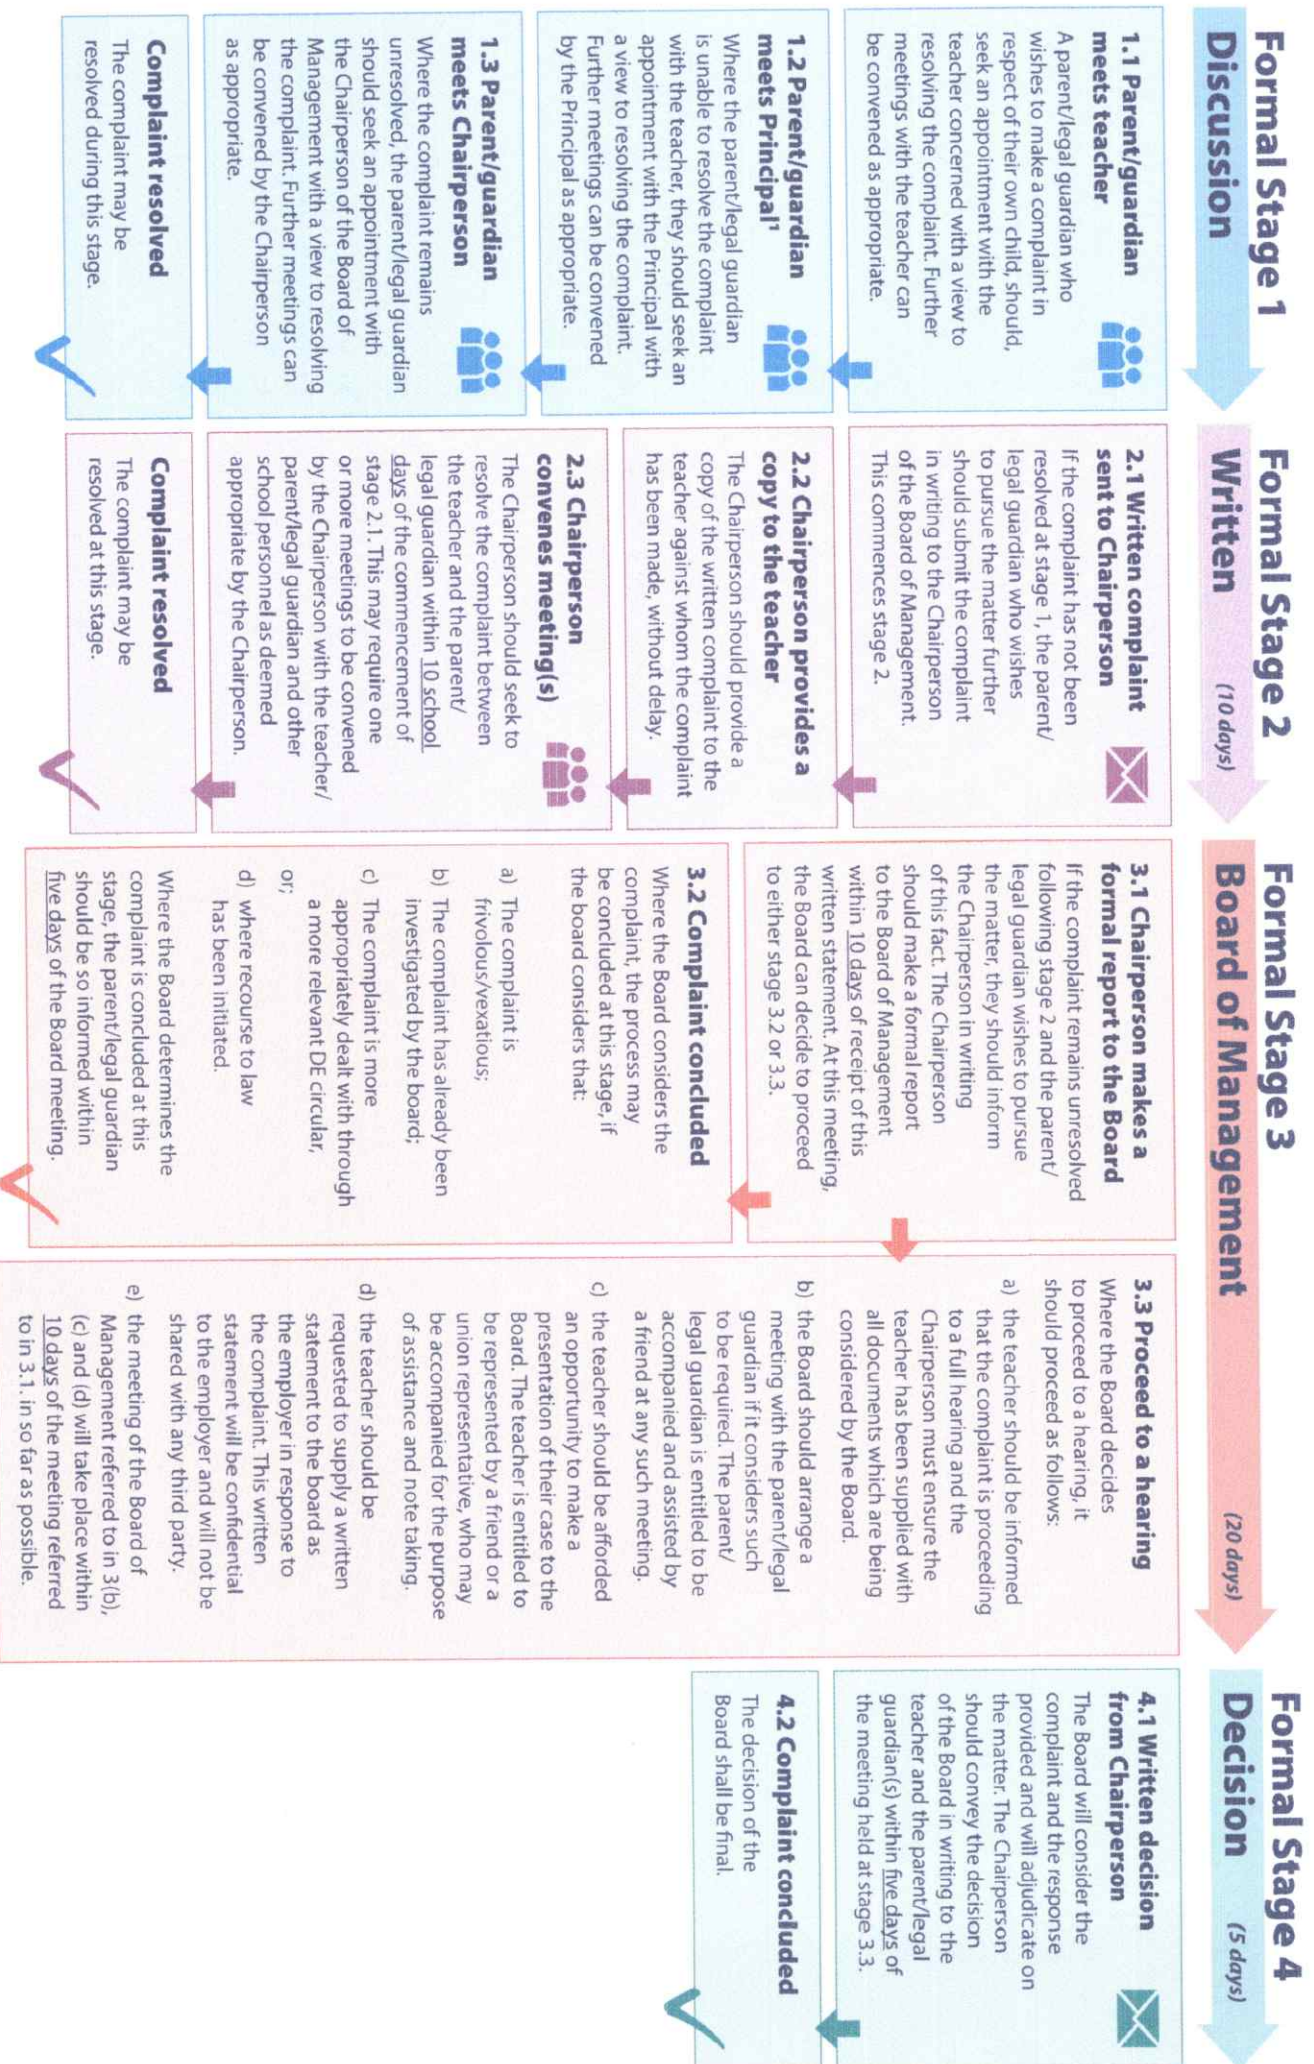 Formal Stage 1
Discussion
1.1 Parent/guardian
meets teacher
A parent/legal guardian who
wishes to make a complaint in
respect of their own child, should,
seek an appointment with the
teacher concerned with a view to
resolving the complaint. Further
meetings with the teacher can
be convened as appropriate.
1.2 Parent/guardian
meets Principal¹
Where the parent/legal guardian
is unable to resolve the complaint
with the teacher, they should seek an
appointment with the Principal with
a view to resolving the complaint.
Further meetings can be convened
by the Principal as appropriate.
1.3 Parent/guardian
meets Chairperson
Where the complaint remains
unresolved, the parent/legal guardian
should seek an appointment with
the Chairperson of the Board of
Management with a view to resolving
the complaint. Further meetings can
be convened by the Chairperson
as appropriate.
Complaint resolved
The complaint may be
resolved during this stage.
Formal Stage 2
Written (10 days)
2.1 Written complaint
sent to Chairperson
If the complaint has not been
resolved at stage 1, the parent/
legal guardian who wishes
to pursue the matter further
should submit the complaint
in writing to the Chairperson
of the Board of Management.
This commences stage 2.
2.2 Chairperson provides a
copy to the teacher
The Chairperson should provide a
copy of the written complaint to the
teacher against whom the complaint
has been made, without delay.
2.3 Chairperson
convenes meeting(s)
The Chairperson should seek to
resolve the complaint between
the teacher and the parent/
legal guardian within 10 school
days of the commencement of
stage 2.1. This may require one
or more meetings to be convened
by the Chairperson with the teacher/
parent/legal guardian and other
school personnel as deemed
appropriate by the Chairperson.
Complaint resolved
The complaint may be
resolved at this stage.
Formal Stage 3
Board of Management (20 days)
3.1 Chairperson makes a
formal report to the Board
If the complaint remains unresolved
following stage 2 and the parent/
legal guardian wishes to pursue
the matter, they should inform
the Chairperson in writing
of this fact. The Chairperson
should make a formal report
to the Board of Management
within 10 days of receipt of this
written statement. At this meeting,
the Board can decide to proceed
to either stage 3.2 or 3.3.
3.2 Complaint concluded
Where the Board considers the
complaint, the process may
be concluded at this stage, if
the board considers that:
a) The complaint is
frivolous/vexatious;
b) The complaint has already been
investigated by the board;
c) The complaint is more
appropriately dealt with through
a more relevant DE circular,
or;
d) where recourse to law
has been initiated.
Where the Board determines the
complaint is concluded at this
stage, the parent/legal guardian
should be so informed within
five days of the Board meeting.
3.3 Proceed to a hearing
Where the Board decides
to proceed to a hearing, it
should proceed as follows:
a) the teacher should be informed
that the complaint is proceeding
to a full hearing and the
Chairperson must ensure the
teacher has been supplied with
all documents which are being
considered by the Board.
b) the Board should arrange a
meeting with the parent/legal
guardian if it considers such
to be required. The parent/
legal guardian is entitled to be
accompanied and assisted by
a friend at any such meeting.
c) the teacher should be afforded
an opportunity to make a
presentation of their case to the
Board. The teacher is entitled to
be represented by a friend or a
union representative, who may
be accompanied for the purpose
of assistance and note taking.
d) the teacher should be
requested to supply a written
statement to the board as
the employer in response to
the complaint. This written
statement will be confidential
to the employer and will not be
shared with any third party.
e) the meeting of the Board of
Management referred to in 3(b),
(c) and (d) will take place within
10 days of the meeting referred
to in 3.1. in so far as possible.
Formal Stage 4
Decision (5 days)
4.1 Written decision
from Chairperson
The Board will consider the
complaint and the response
provided and will adjudicate on
the matter. The Chairperson
should convey the decision
of the Board in writing to the
teacher and the parent/legal
guardian(s) within five days of
the meeting held at stage 3.3.
4.2 Complaint concluded
The decision of the
Board shall be final.